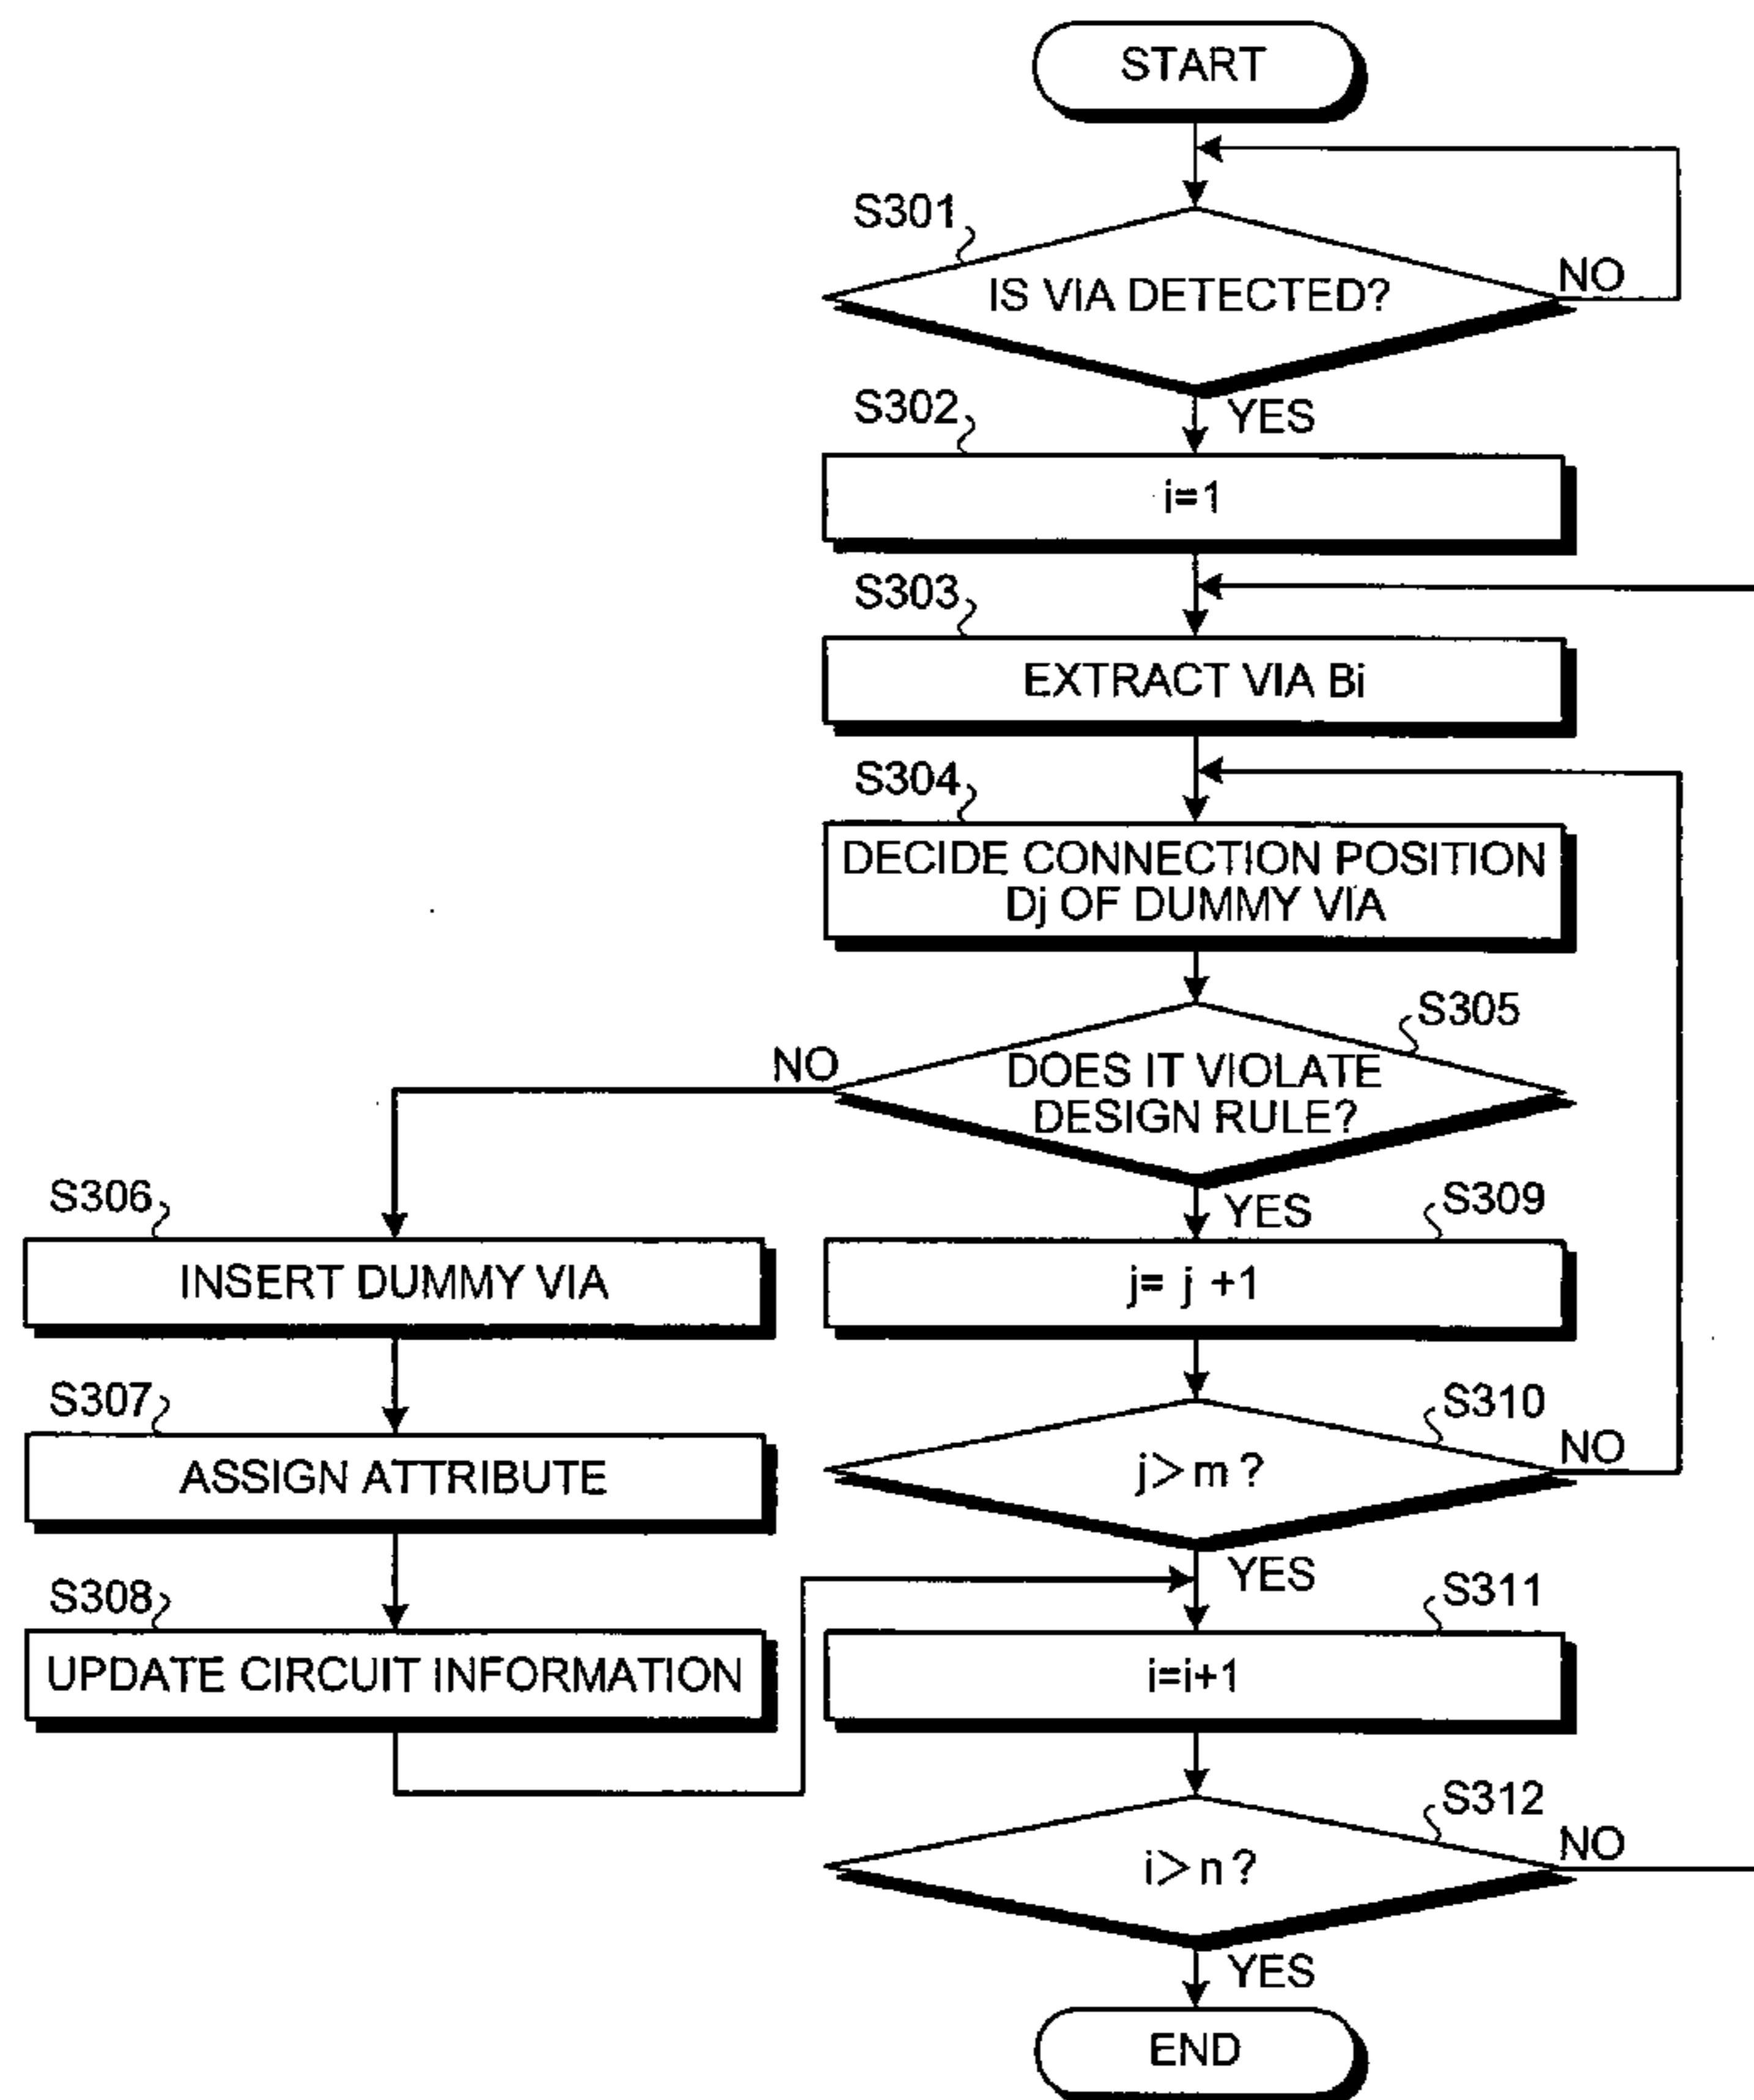 START
S301
IS VIA DETECTED?
NO
YES
S302
i=1
S303
EXTRACT VIA Bi
S304
DECIDE CONNECTION POSITION
Dj OF DUMMY VIA
S305
NO
DOES IT VIOLATE
DESIGN RULE?
YES
S306
INSERT DUMMY VIA
S307
ASSIGN ATTRIBUTE
S308
UPDATE CIRCUIT INFORMATION
S309
j= j +1
S310
j>m ?
NO
YES
S311
i=i+1
S312
i>n ?
NO
YES
END